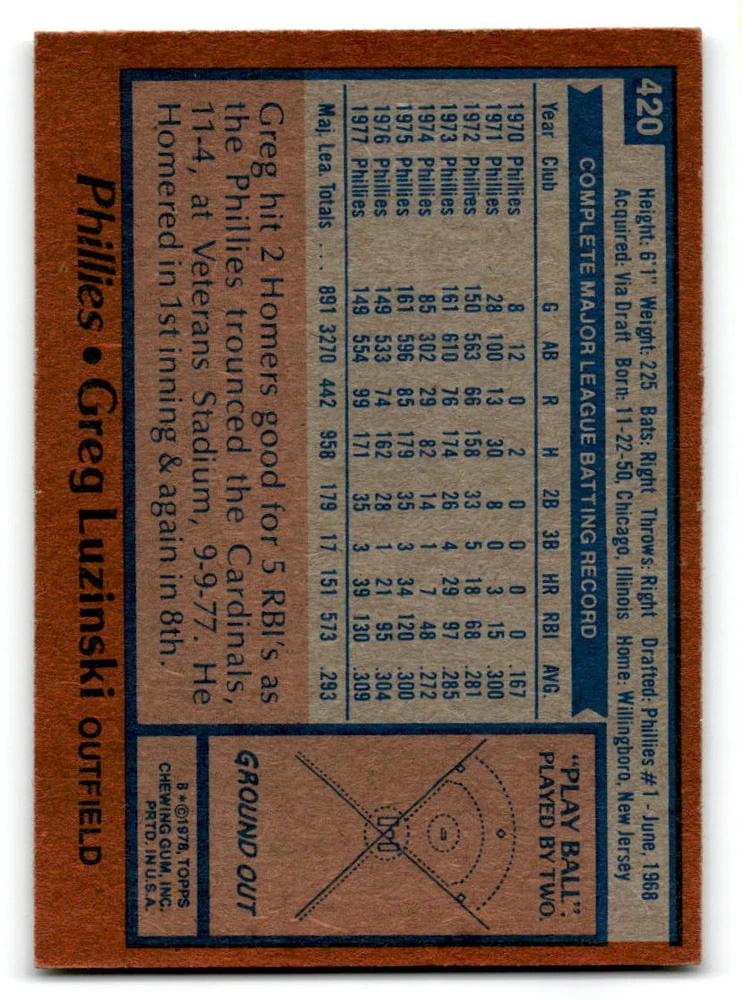 420
Height: 6'1" Weight: 225 Bats: Right Throws: Right Drafted: Phillies #1 - June, 1968
Acquired: Via Draft Born: 11-22-50, Chicago, Illinois Home: Willingboro, New Jersey
COMPLETE MAJOR LEAGUE BATTING RECORD
Year Club G AB R H 2B 3B HR RBI AVG.
1970 Phillies 8 12 0 2 0 0 0 0 .167
1971 Phillies 28 100 13 30 8 0 3 15 .300
1972 Phillies 150 563 66 158 33 5 18 68 .281
1973 Phillies 161 610 76 174 26 4 29 97 .285
1974 Phillies 85 302 29 82 14 1 7 48 .272
1975 Phillies 161 596 85 179 35 3 34 120 .300
1976 Phillies 149 533 74 162 28 1 21 95 .304
1977 Phillies 149 554 99 171 35 3 39 130 .309
Maj. Lea. Totals . . . 891 3270 442 958 179 17 151 573 .293
Greg hit 2 Homers good for 5 RBI's as
the Phillies trounced the Cardinals,
11-4, at Veterans Stadium, 9-9-77. He
Homered in 1st inning & again in 8th.
"PLAY BALL".
PLAYED BY TWO.
GROUND OUT
B*©1978, TOPPS
CHEWING GUM, INC.
PRTD. IN U.S.A.
Phillies • Greg Luzinski OUTFIELD